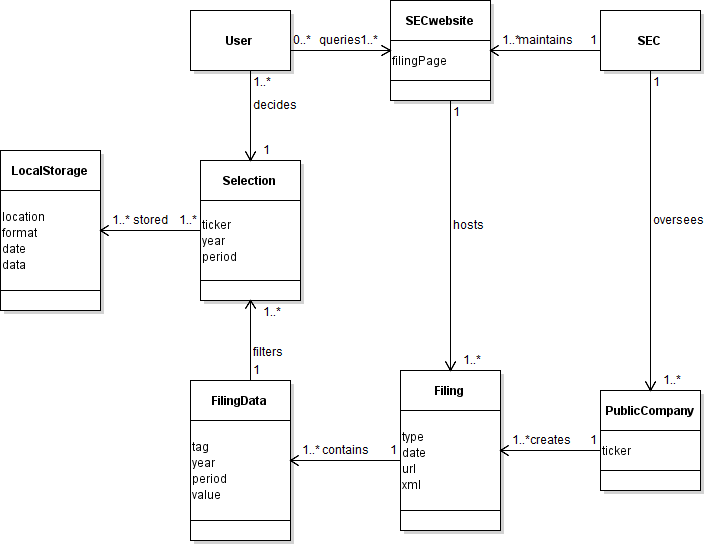 User
0..* queries1..*
SECwebsite
filingPage
1..*maintains 1
SEC
1..*
decides
1
1
1
LocalStorage
location
format
date
data
1..* stored 1..*
Selection
ticker
year
period
hosts
oversees
1..*
filters
1
1..*
1..*
FilingData
tag
year
period
value
1..* contains 1
Filing
type
date
url
xml
1..*creates 1
PublicCompany
ticker